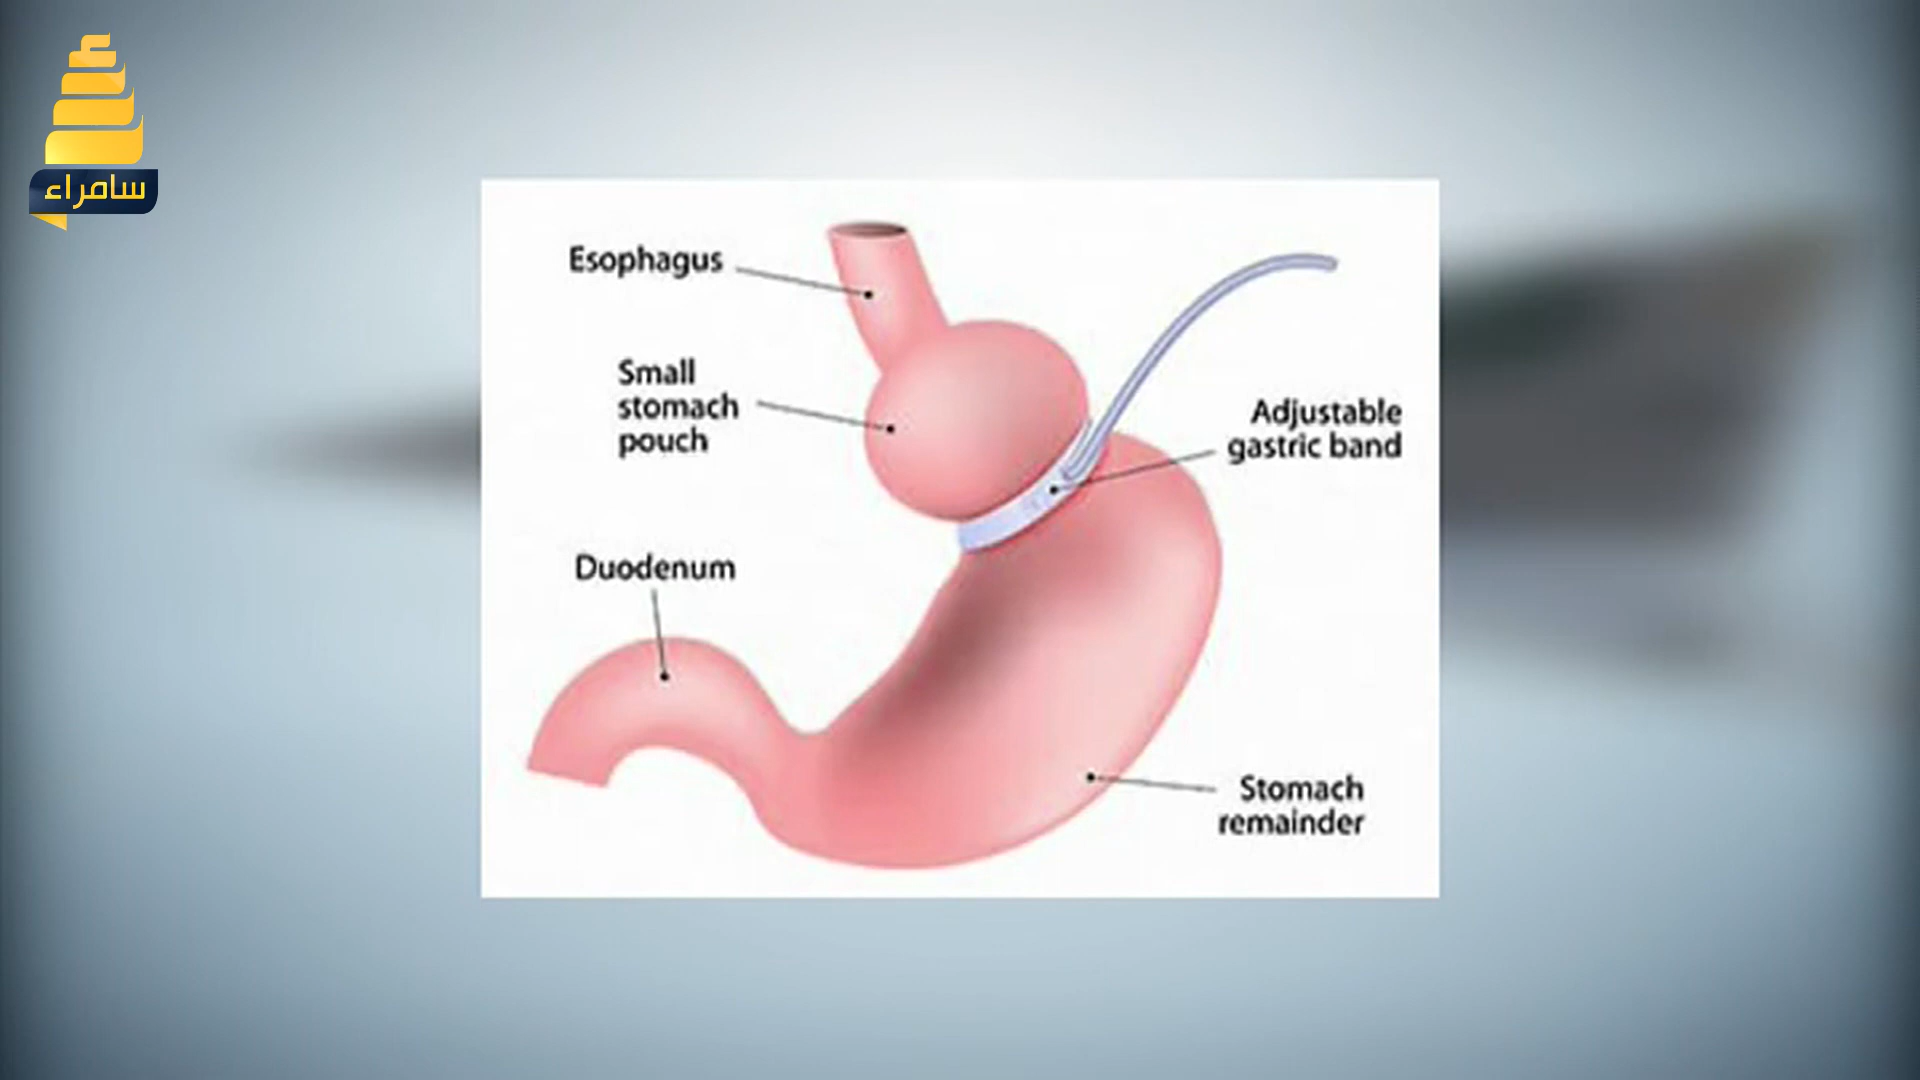 سامراء
Esophagus
Small
stomach
pouch
Adjustable
gastric band
Duodenum
Stomach
remainder